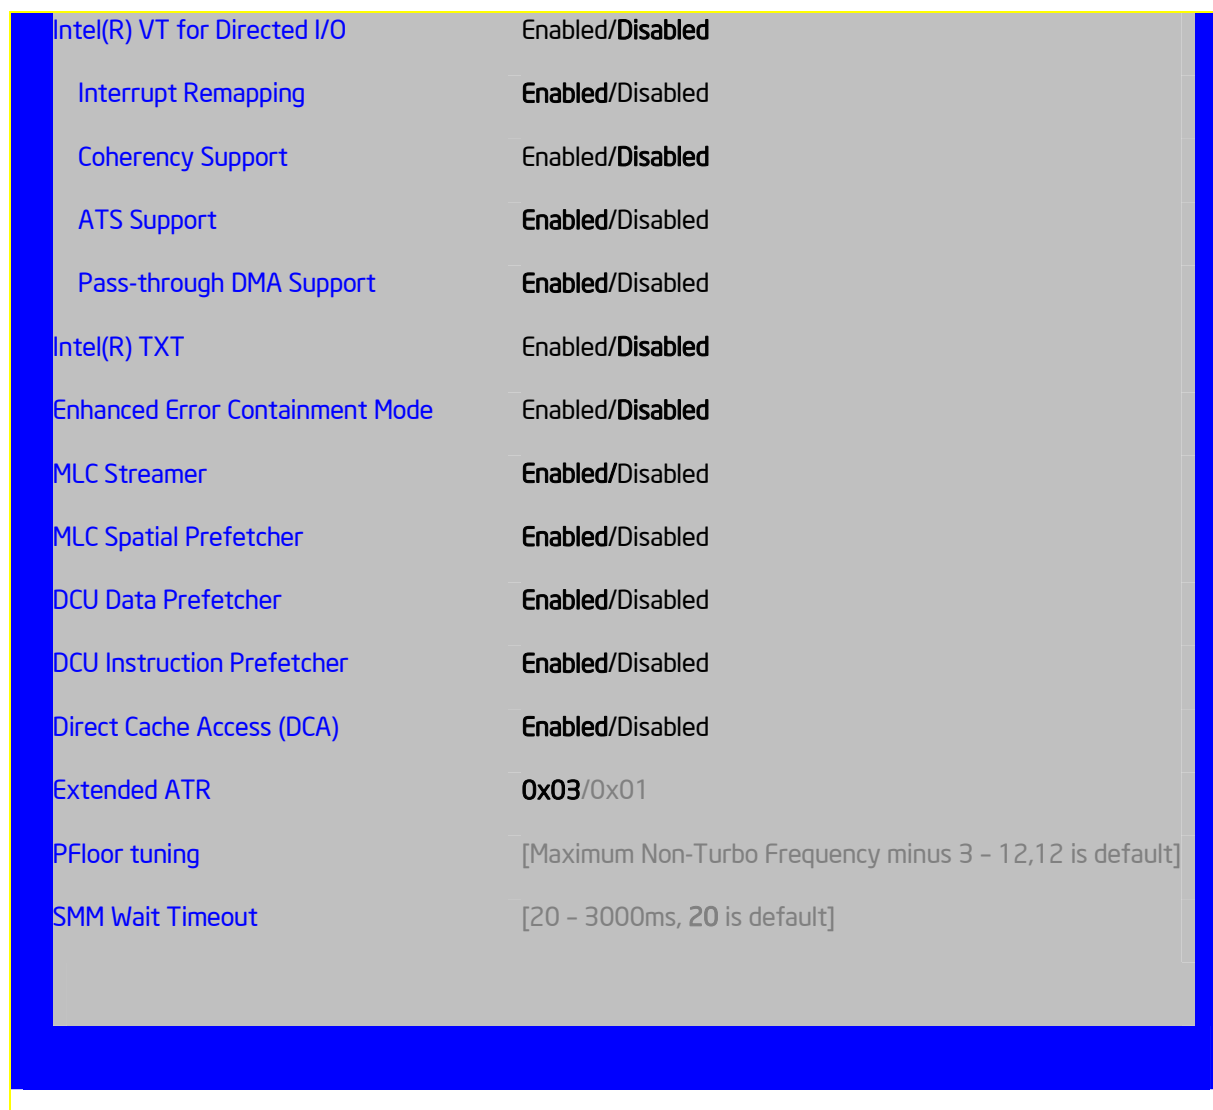 Intel(R) VT for Directed I/O Enabled/Disabled
Interrupt Remapping Enabled/Disabled
Coherency Support Enabled/Disabled
ATS Support Enabled/Disabled
Pass-through DMA Support Enabled/Disabled
Intel(R) TXT Enabled/Disabled
Enhanced Error Containment Mode Enabled/Disabled
MLC Streamer Enabled/Disabled
MLC Spatial Prefetcher Enabled/Disabled
DCU Data Prefetcher Enabled/Disabled
DCU Instruction Prefetcher Enabled/Disabled
Direct Cache Access (DCA) Enabled/Disabled
Extended ATR 0x03/0x01
PFloor tuning [Maximum Non-Turbo Frequency minus 3 – 12,12 is default]
SMM Wait Timeout [20 – 3000ms, 20 is default]